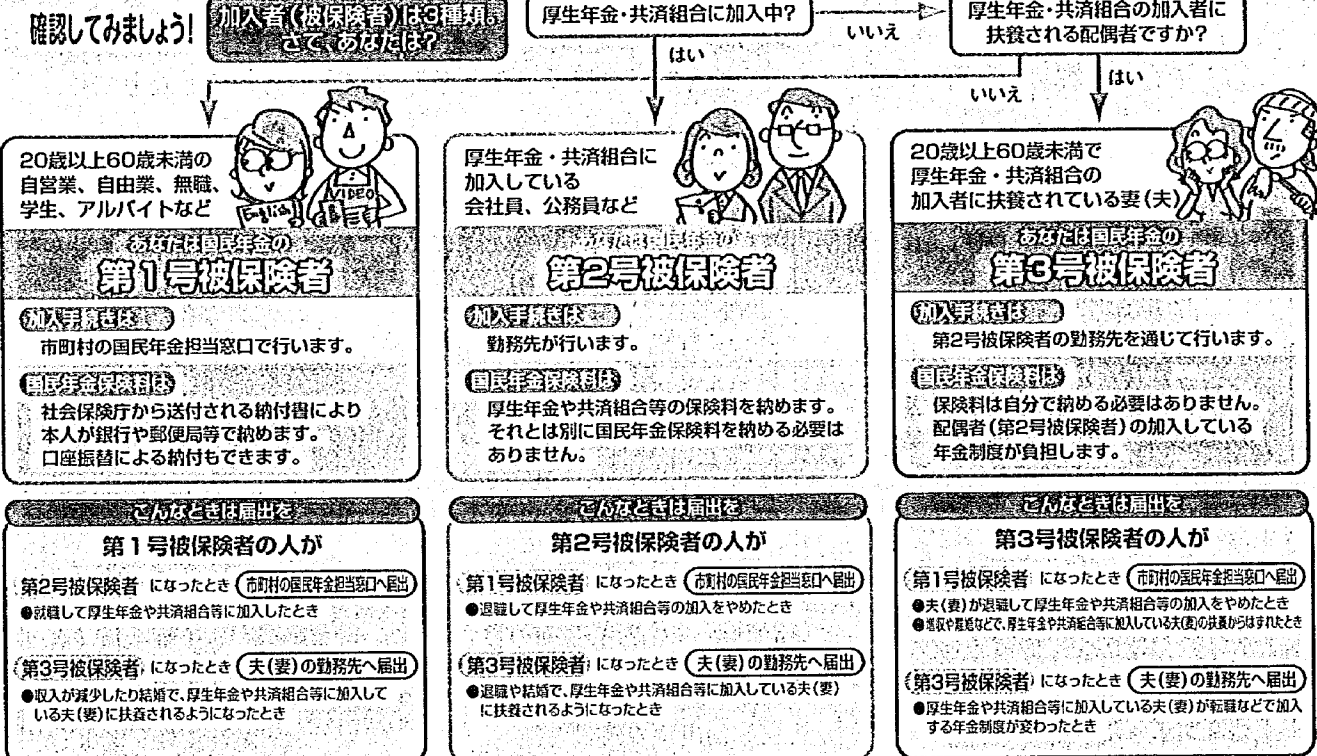 確認してみましょう!
加入者(被保険者)は3種類。
さて、あなたは?
厚生年金・共済組合に加入中?
いいえ
厚生年金・共済組合の加入者に
扶養される配偶者ですか?
はい
いいえ
はい
20歳以上60歳未満の
自営業、自由業、無職、
学生、アルバイトなど
English
VIDEO
あなたは国民年金の
第1号被保険者
加入手続きは
市町村の国民年金担当窓口で行います。
国民年金保険料は
社会保険庁から送付される納付書により
本人が銀行や郵便局等で納めます。
口座振替による納付もできます。
厚生年金・共済組合に
加入している
会社員、公務員など
あなたは国民年金の
第2号被保険者
加入手続きは
勤務先が行います。
国民年金保険料は
厚生年金や共済組合等の保険料を納めます。
それとは別に国民年金保険料を納める必要は
ありません。
20歳以上60歳未満で
厚生年金・共済組合の
加入者に扶養されている妻(夫)
あなたは国民年金の
第3号被保険者
加入手続きは
第2号被保険者の勤務先を通じて行います。
国民年金保険料は
保険料は自分で納める必要はありません。
配偶者(第2号被保険者)の加入している
年金制度が負担します。
こんなときは届出を
第1号被保険者の人が
第2号被保険者 になったとき 市町村の国民年金担当窓口へ届出
●就職して厚生年金や共済組合等に加入したとき
第3号被保険者 になったとき 夫(妻)の勤務先へ届出
●収入が減少したり結婚で、厚生年金や共済組合等に加入して
いる夫(妻)に扶養されるようになったとき
こんなときは届出を
第2号被保険者の人が
第1号被保険者 になったとき 市町村の国民年金担当窓口へ届出
●退職して厚生年金や共済組合等の加入をやめたとき
第3号被保険者 になったとき 夫(妻)の勤務先へ届出
●退職や結婚で、厚生年金や共済組合等に加入している夫(妻)
に扶養されるようになったとき
こんなときは届出を
第3号被保険者の人が
第1号被保険者 になったとき 市町村の国民年金担当窓口へ届出
●夫(妻)が退職して厚生年金や共済組合等の加入をやめたとき
●増収や離婚などで、厚生年金や共済組合等に加入している夫(妻)の扶養からはずれたとき
第3号被保険者 になったとき 夫(妻)の勤務先へ届出
●厚生年金や共済組合等に加入している夫(妻)が転職などで加入
する年金制度が変わったとき